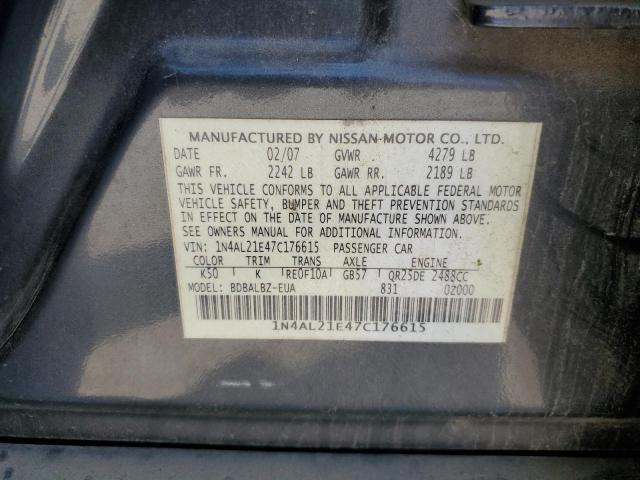 MANUFACTURED BY NISSAN-MOTOR CO., LTD.
DATE 02/07 GVWR 4279 LB
GAWR FR. 2242 LB GAWR RR. 2189 LB
THIS VEHICLE CONFORMS TO ALL APPLICABLE FEDERAL MOTOR
VEHICLE SAFETY, BUMPER AND THEFT PREVENTION STANDARDS
IN EFFECT ON THE DATE OF MANUFACTURE SHOWN ABOVE.
SEE OWNERS MANUAL FOR ADDITIONAL INFORMATION
VIN: 1N4AL21E47C176615 PASSENGER CAR
COLOR TRIM TRANS AXLE ENGINE
K50 K RE0F10A GB57 QR25DE 2488CC
MODEL: BDBALBZ-EUA 831 02000
1N4AL21E47C176615